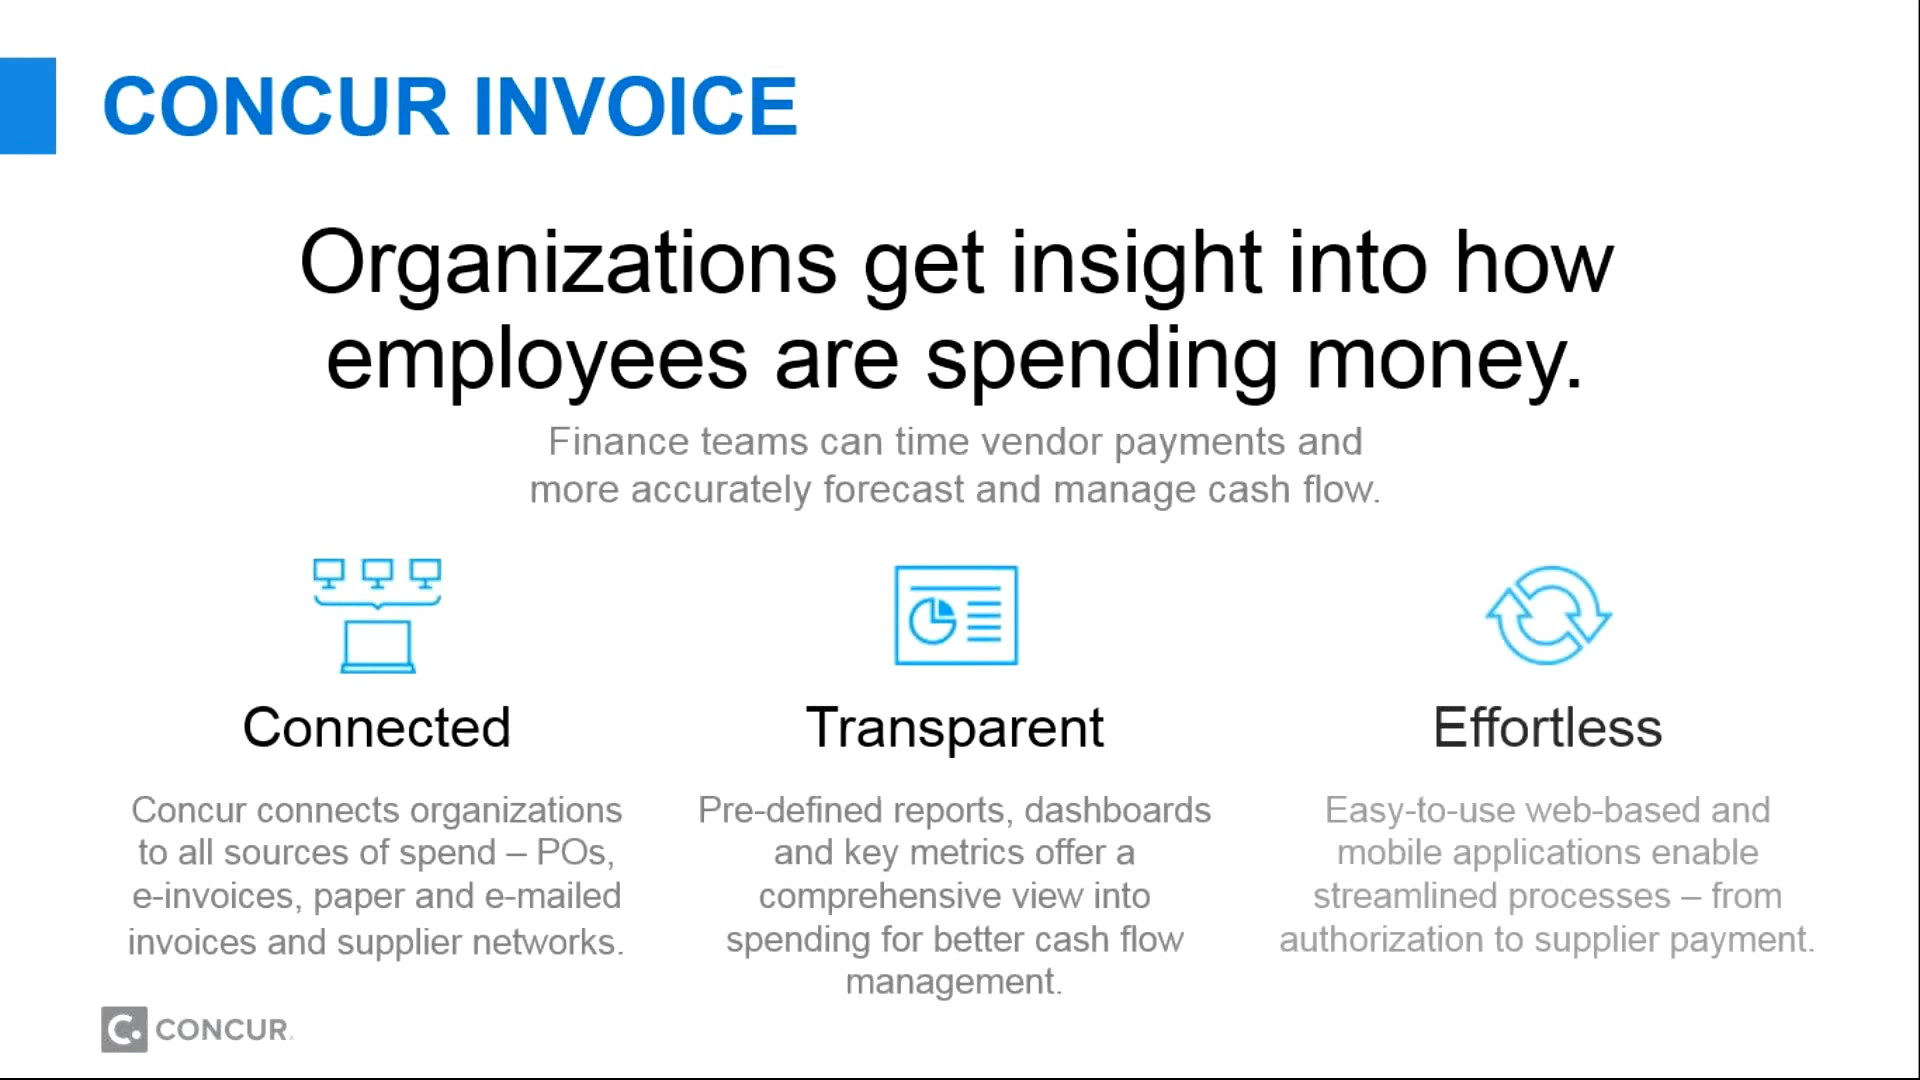 CONCUR INVOICE
Organizations get insight into how
employees are spending money.
Finance teams can time vendor payments and
more accurately forecast and manage cash flow.
Connected
Concur connects organizations
to all sources of spend – POs,
e-invoices, paper and e-mailed
invoices and supplier networks.
Transparent
Pre-defined reports, dashboards
and key metrics offer a
comprehensive view into
spending for better cash flow
management.
Effortless
Easy-to-use web-based and
mobile applications enable
streamlined processes – from
authorization to supplier payment.
C. CONCUR.